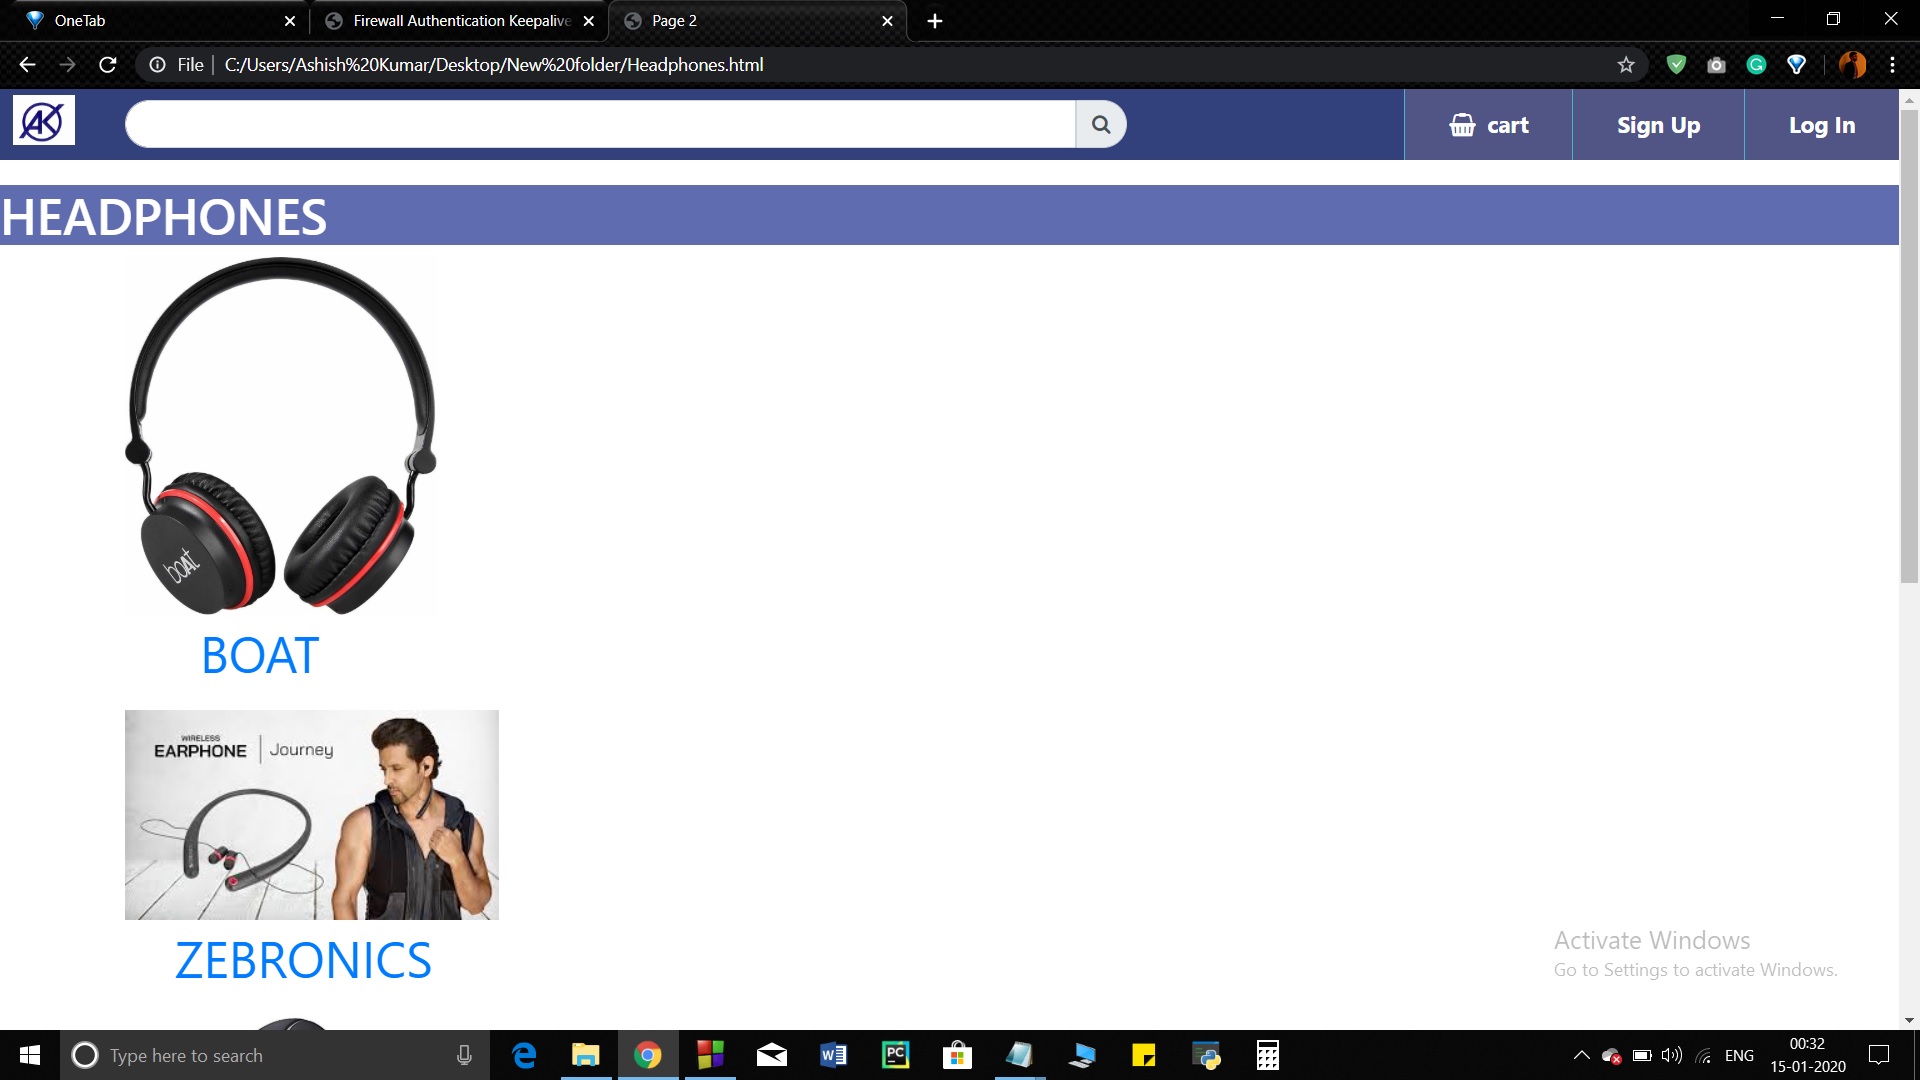 OneTab
Firewall Authentication Keepalive
Page 2
File
C:/Users/Ashish%20Kumar/Desktop/New%20folder/Headphones.html
AK
cart
Sign Up
Log In
HEADPHONES
boAt
BOAT
WIRELESS
EARPHONE | Journey
ZEBRONICS
Activate Windows
Go to Settings to activate Windows.
Type here to search
PC
ENG
00:32
15-01-2020